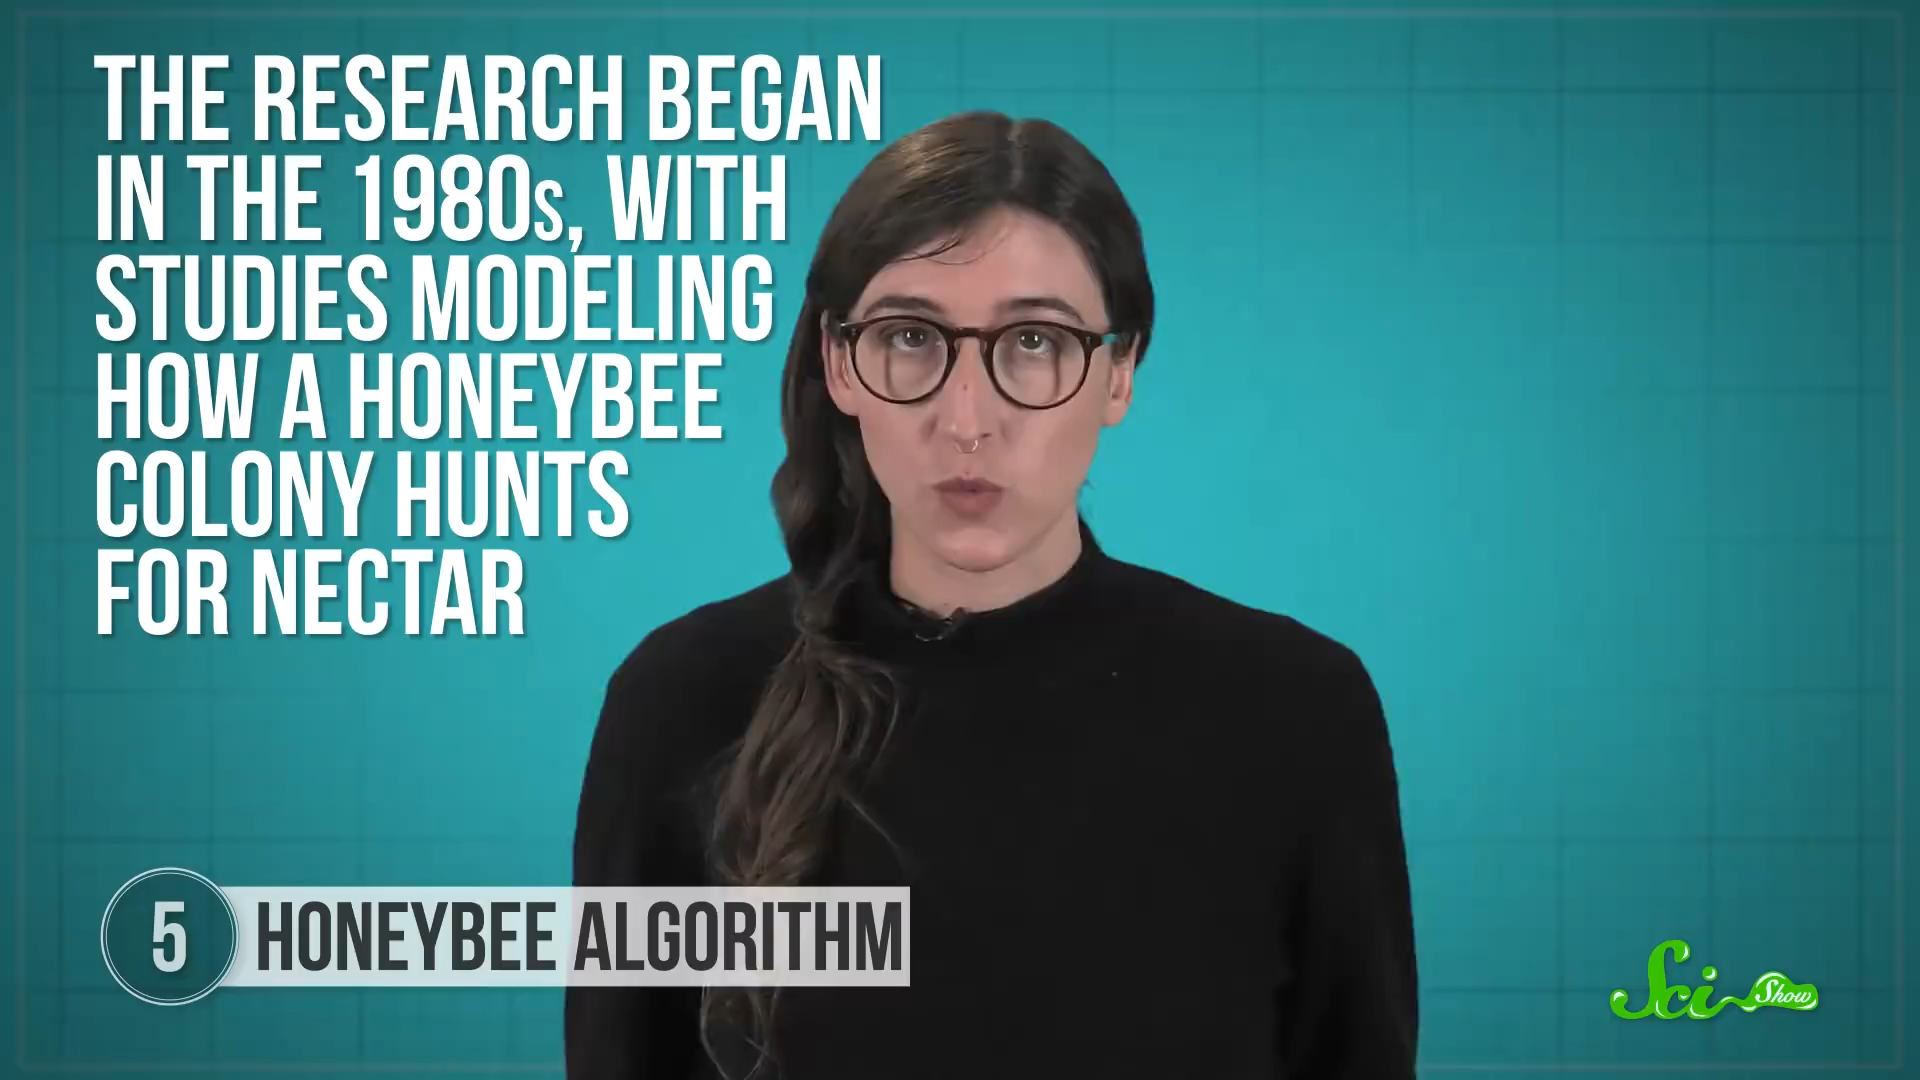 THE RESEARCH BEGAN
IN THE 1980s, WITH
STUDIES MODELING
HOW A HONEYBEE
COLONY HUNTS
FOR NECTAR
5 HONEYBEE ALGORITHM
Sci Show